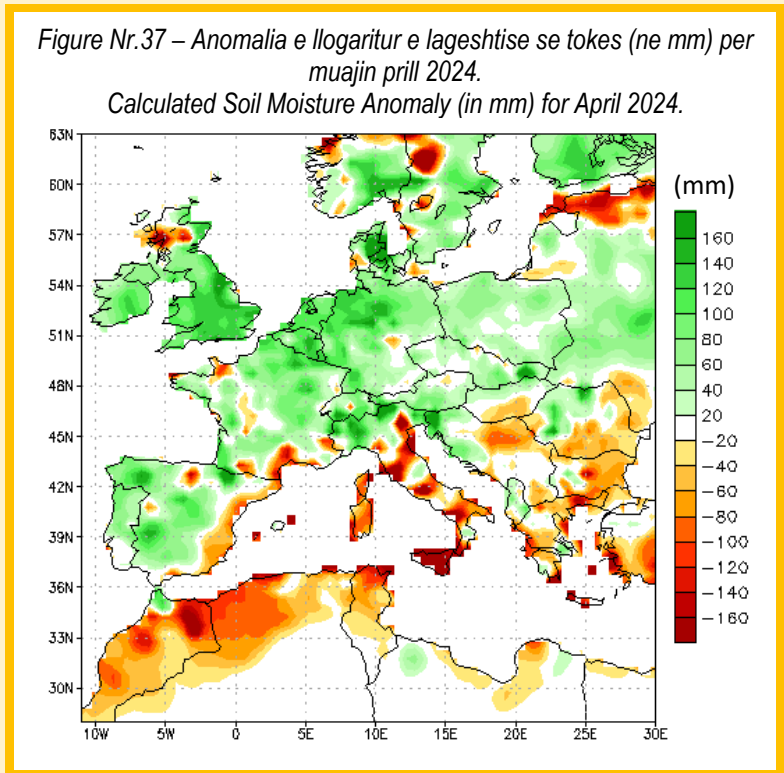 Figure Nr.37 – Anomalia e llogaritur e lageshtise se tokes (ne mm) per
muajin prill 2024.
Calculated Soil Moisture Anomaly (in mm) for April 2024.
63N
60N
57N
54N
51N
48N
45N
42N
39N
36N
33N
30N
10W 5W 0 5E 10E 15E 20E 25E 30E
(mm)
160
140
120
100
80
60
40
20
-20
-40
-60
-80
-100
-120
-140
-160